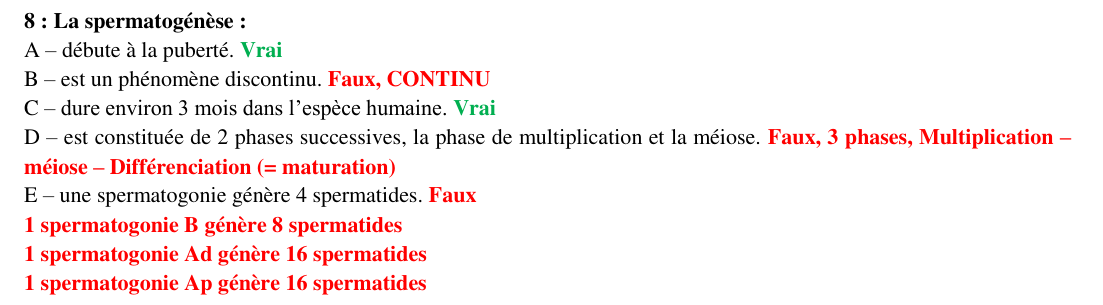 8 : La spermatogénèse :
A – débute à la puberté. Vrai
B – est un phénomène discontinu. Faux, CONTINU
C – dure environ 3 mois dans l'espèce humaine. Vrai
D – est constituée de 2 phases successives, la phase de multiplication et la méiose. Faux, 3 phases, Multiplication –
méiose – Différenciation (= maturation)
E – une spermatogonie génère 4 spermatides. Faux
1 spermatogonie B génère 8 spermatides
1 spermatogonie Ad génère 16 spermatides
1 spermatogonie Ap génère 16 spermatides